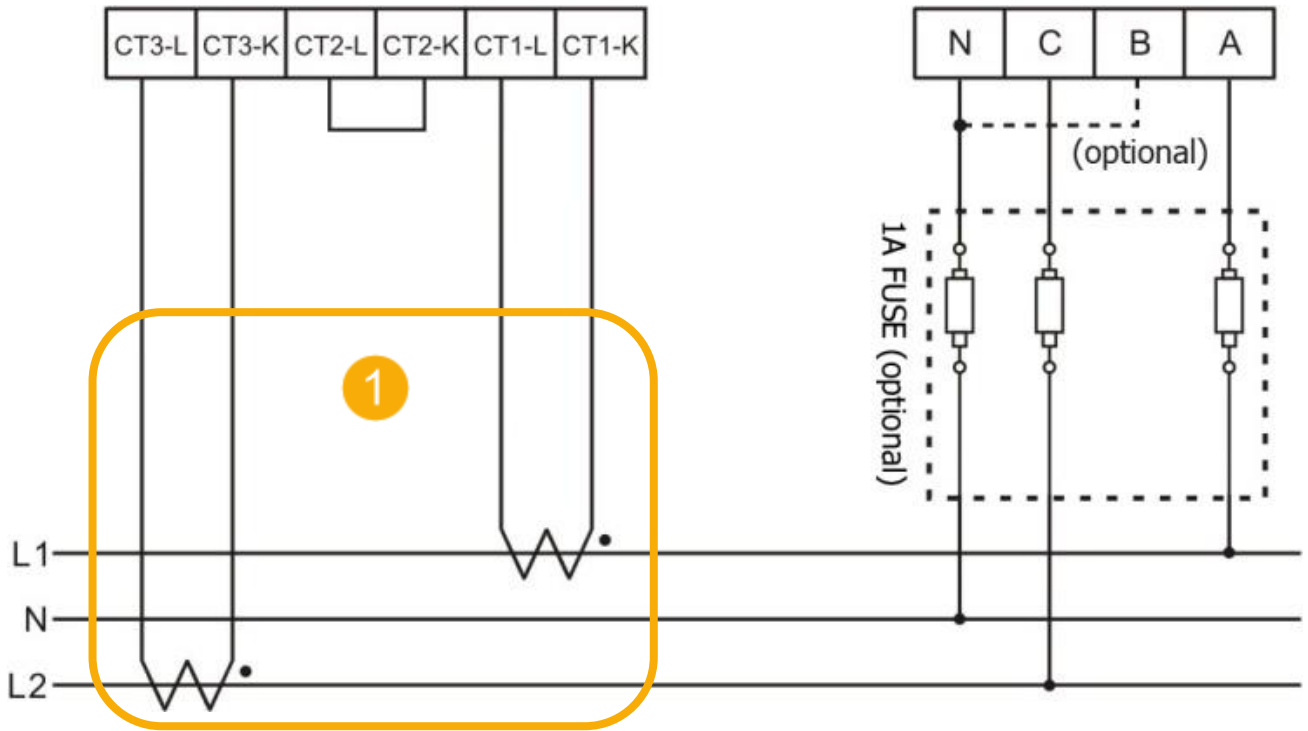 CT3-L CT3-K CT2-L CT2-K CT1-L CT1-K
N C B A
(optional)
1A FUSE (optional)
1
L1
N
L2